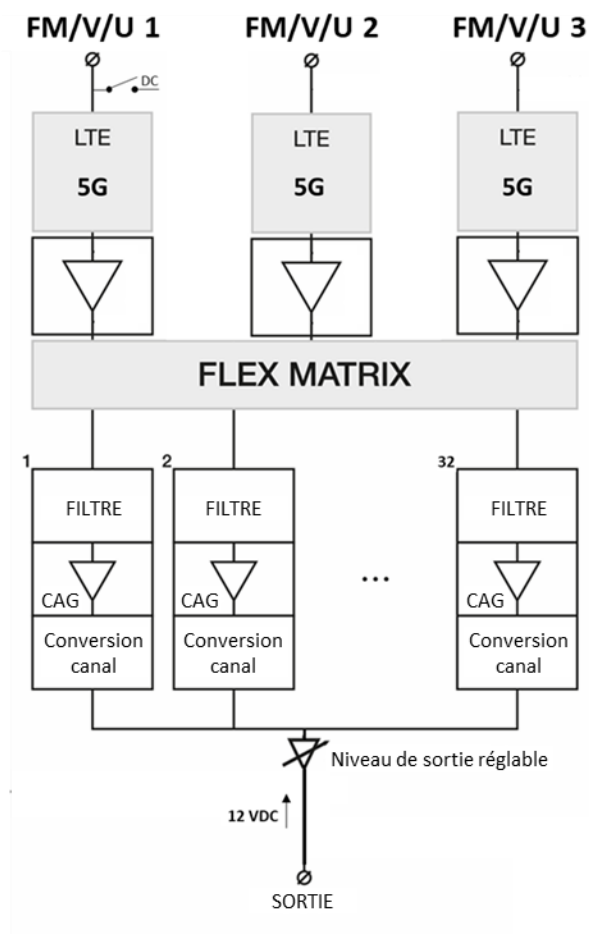 FM/V/U 1 FM/V/U 2 FM/V/U 3
DC
LTE LTE LTE
5G 5G 5G
FLEX MATRIX
1 2 32
FILTRE FILTRE FILTRE
... 
CAG CAG CAG
Conversion Conversion Conversion
canal canal canal
Niveau de sortie réglable
12 VDC
SORTIE